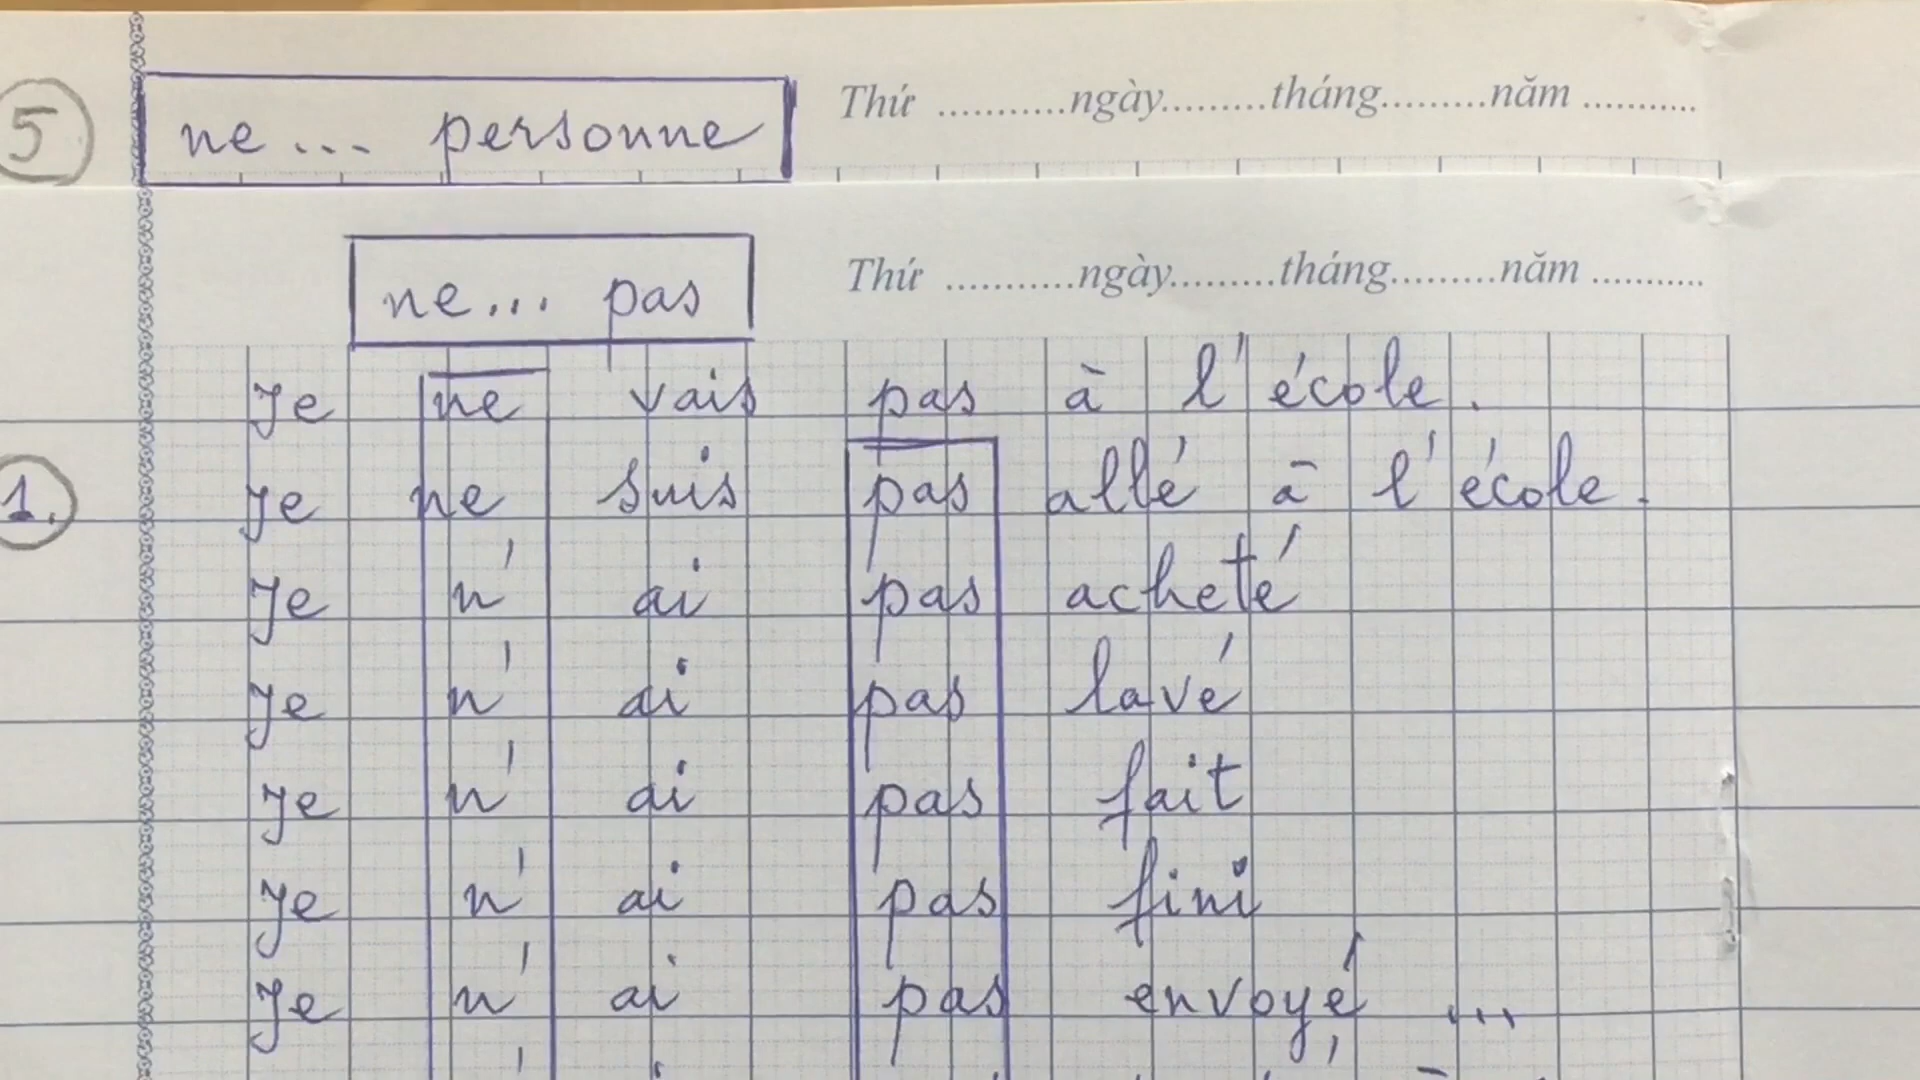 5 ne... personne Thứ ...........ngày.........tháng.........năm ...........
ne... pas Thứ ...........ngày.........tháng.........năm ...........
Je ne vais pas à l'école.
1. Je ne suis pas allé à l'école.
Je n' ai pas acheté
Je n' ai pas lavé
Je n' ai pas fait
Je n' ai pas fini
Je n' ai pas envoyé ...